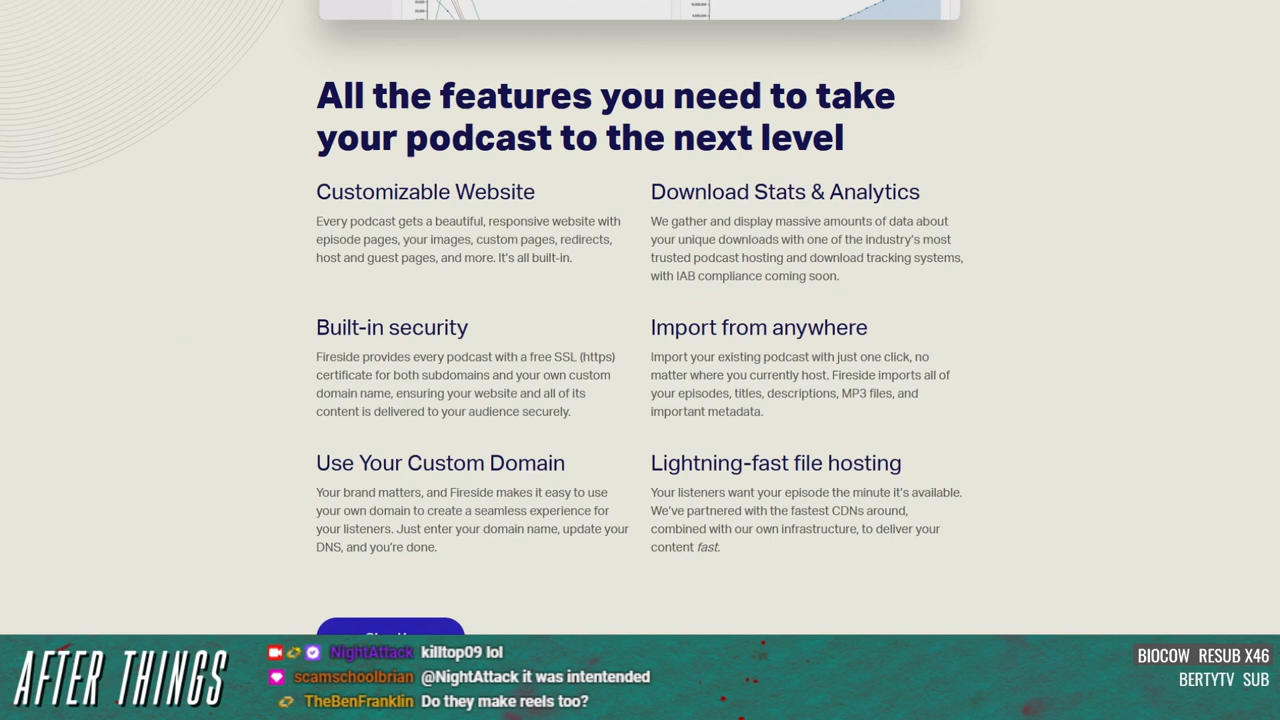 All the features you need to take
your podcast to the next level
Customizable Website
Every podcast gets a beautiful, responsive website with
episode pages, your images, custom pages, redirects,
host and guest pages, and more. It's all built-in.
Download Stats & Analytics
We gather and display massive amounts of data about
your unique downloads with one of the industry's most
trusted podcast hosting and download tracking systems,
with IAB compliance coming soon.
Built-in security
Fireside provides every podcast with a free SSL (https)
certificate for both subdomains and your own custom
domain name, ensuring your website and all of its
content is delivered to your audience securely.
Import from anywhere
Import your existing podcast with just one click, no
matter where you currently host. Fireside imports all of
your episodes, titles, descriptions, MP3 files, and
important metadata.
Use Your Custom Domain
Your brand matters, and Fireside makes it easy to use
your own domain to create a seamless experience for
your listeners. Just enter your domain name, update your
DNS, and you're done.
Lightning-fast file hosting
Your listeners want your episode the minute it's available.
We've partnered with the fastest CDNs around,
combined with our own infrastructure, to deliver your
content fast.
AFTER THINGS
NightAttack killtop09 lol
scamschoolbrian @NightAttack it was intentended
TheBenFranklin Do they make reels too?
BIOCOW RESUB X46
BERTYTV SUB